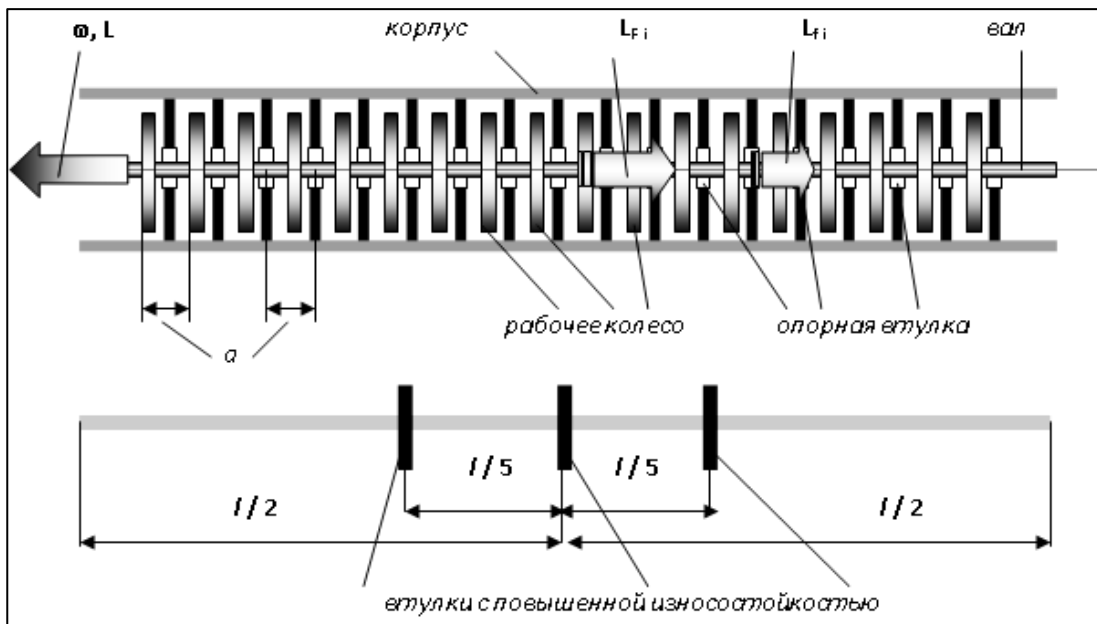 ω, L корпус L_F i L_f i вал
a рабочее колесо опорная втулка
l / 5 l / 5
l / 2 l / 2
втулки с повышенной износостойкостью